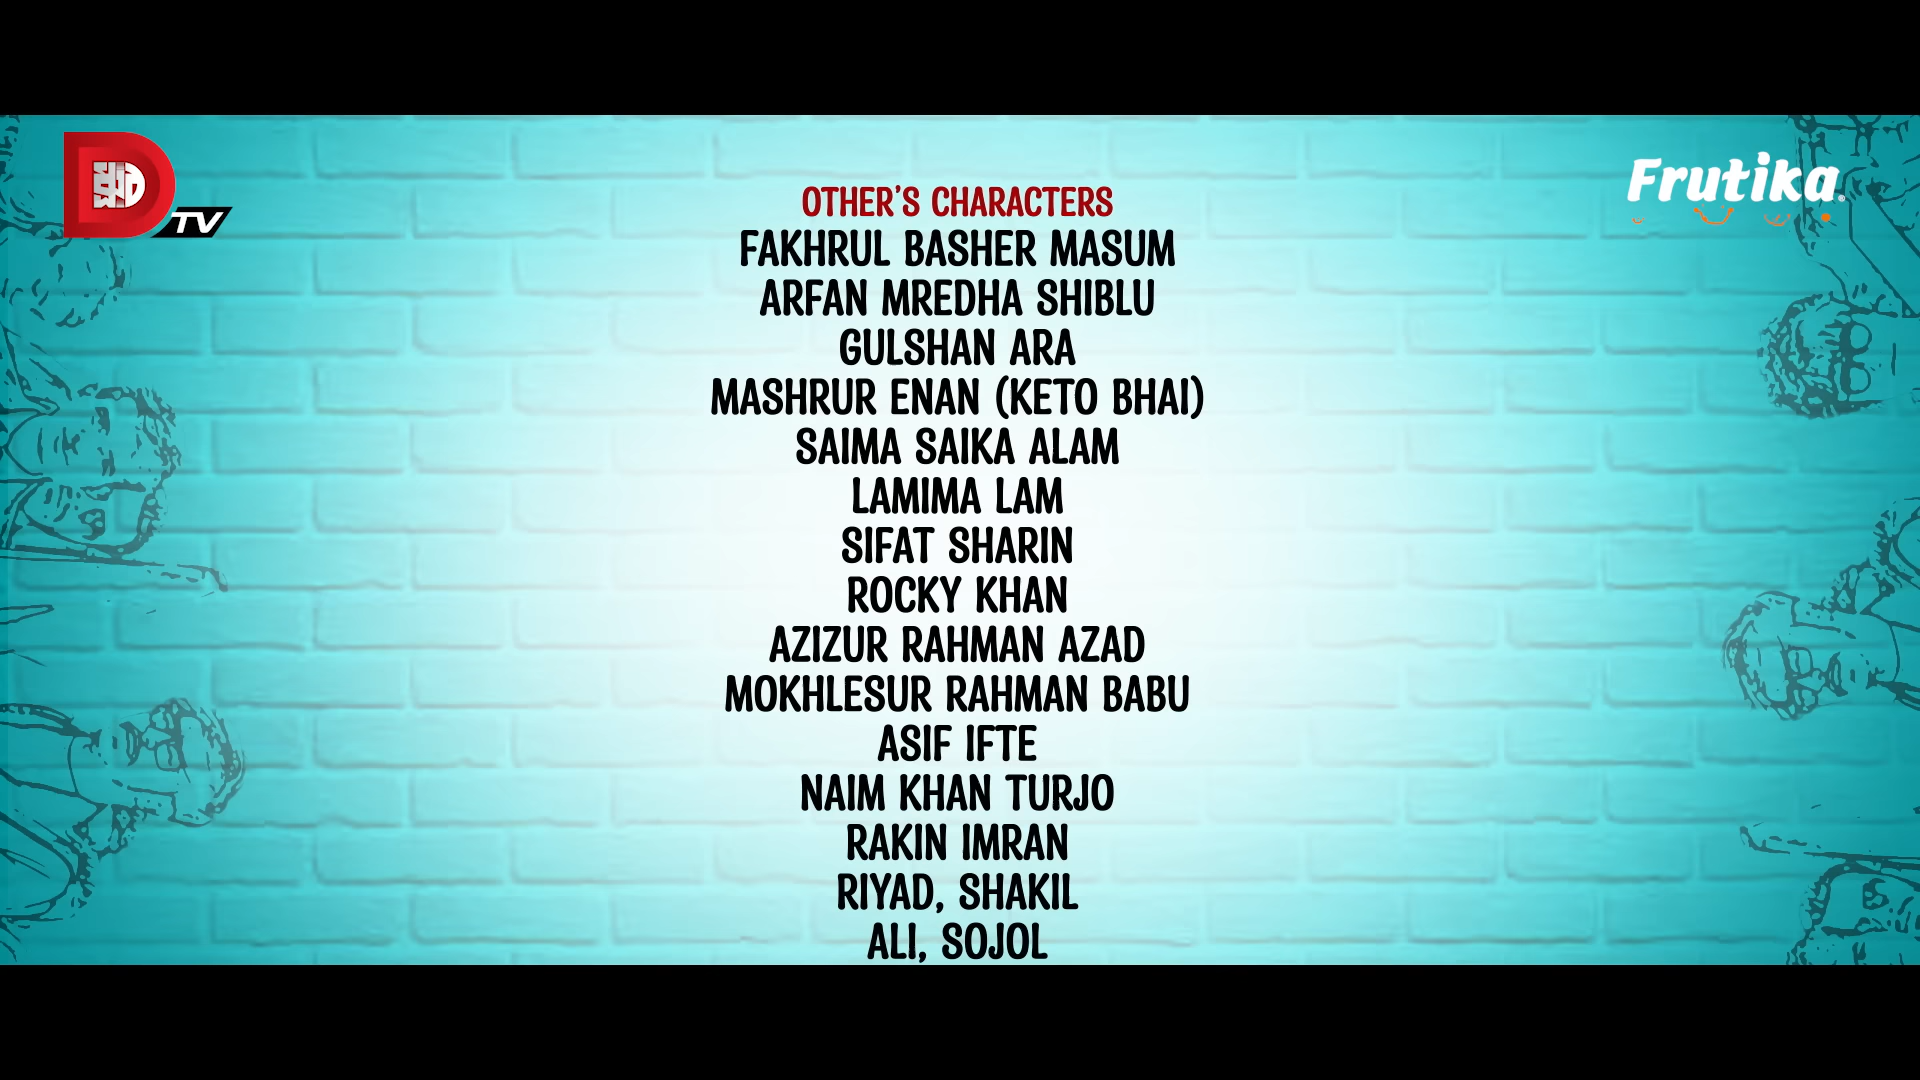 D
TV
Frutika
OTHER'S CHARACTERS
FAKHRUL BASHER MASUM
ARFAN MREDHA SHIBLU
GULSHAN ARA
MASHRUR ENAN (KETO BHAI)
SAIMA SAIKA ALAM
LAMIMA LAM
SIFAT SHARIN
ROCKY KHAN
AZIZUR RAHMAN AZAD
MOKHLESUR RAHMAN BABU
ASIF IFTE
NAIM KHAN TURJO
RAKIN IMRAN
RIYAD, SHAKIL
ALI, SOJOL